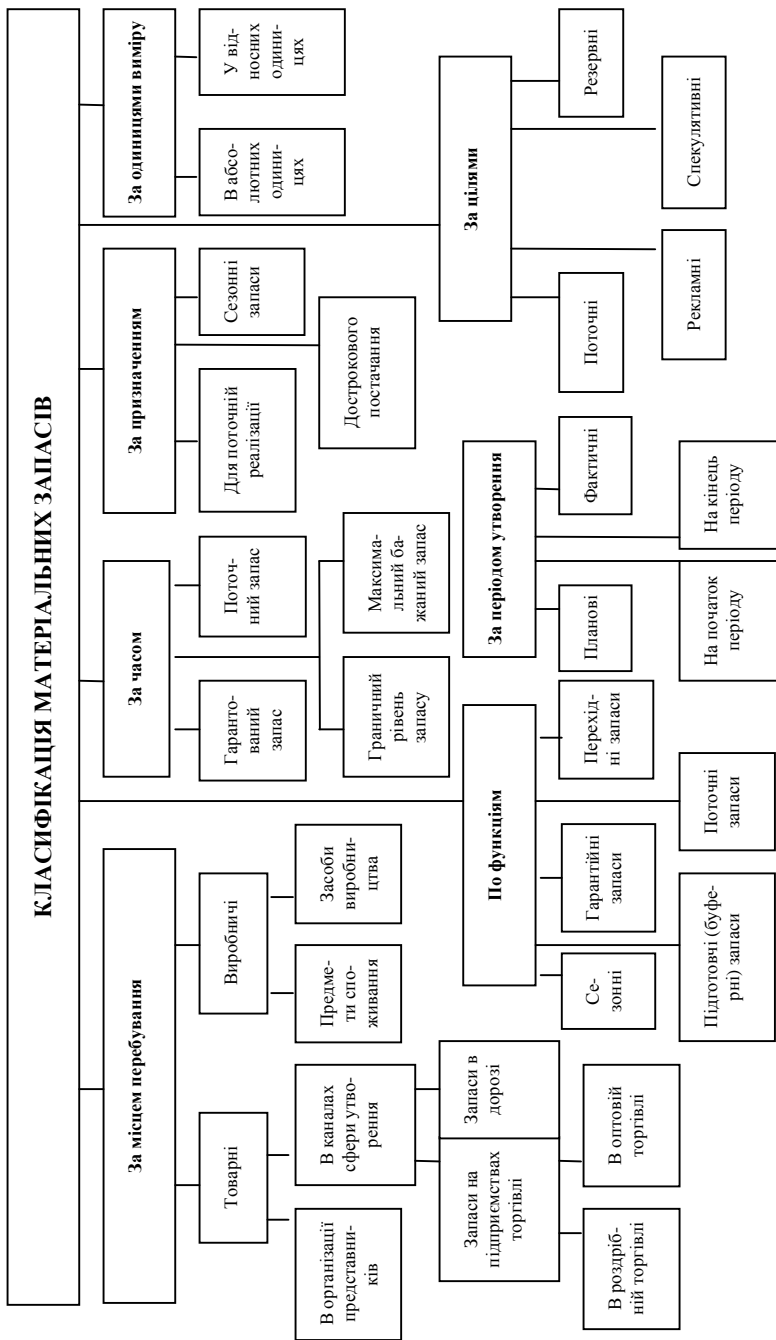 КЛАСИФІКАЦІЯ МАТЕРІАЛЬНИХ ЗАПАСІВ
За місцем перебування
Товарні
В організації
представни-
ків
В каналах
сфери утво-
рення
Запаси на
підприємствах
торгівлі
Запаси в
дорозі
В роздріб-
ній торгівлі
В оптовій
торгівлі
Виробничі
Предме-
ти спо-
живання
Засоби
виробни-
цтва
За часом
Гаранто-
ваний
запас
Поточ-
ний запас
Граничний
рівень
запасу
Максима-
льний ба-
жаний запас
За призначенням
Для поточній
реалізації
Сезонні
запаси
Дострокового
постачання
За одиницями виміру
В абсо-
лютних
одини-
цях
У від-
носних
одини-
цях
По функціям
Се-
зонні
Гарантійні
запаси
Перехід-
ні запаси
Підготовчі (буфе-
рні) запаси
Поточні
запаси
За періодом утворення
Планові
Фактичні
На початок
періоду
На кінець
періоду
За цілями
Поточні
Резервні
Рекламні
Спекулятивні